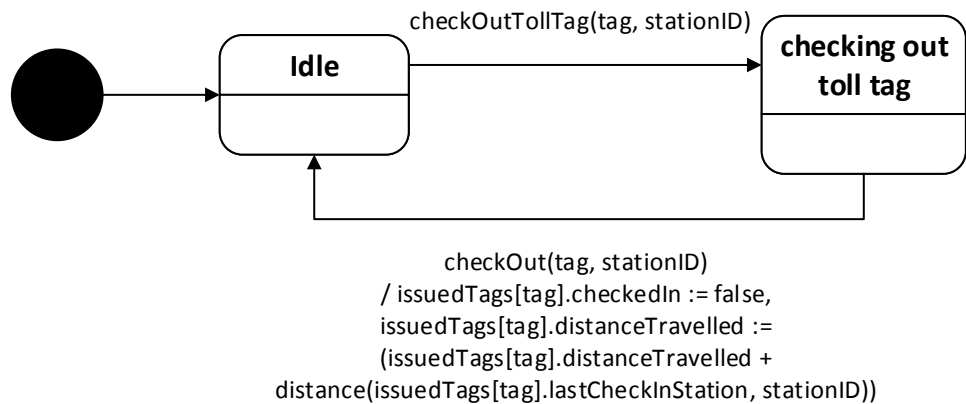 checkOutTollTag(tag, stationID)
Idle
checking out
toll tag
checkOut(tag, stationID)
/ issuedTags[tag].checkedIn := false,
issuedTags[tag].distanceTravelled :=
(issuedTags[tag].distanceTravelled +
distance(issuedTags[tag].lastCheckInStation, stationID))